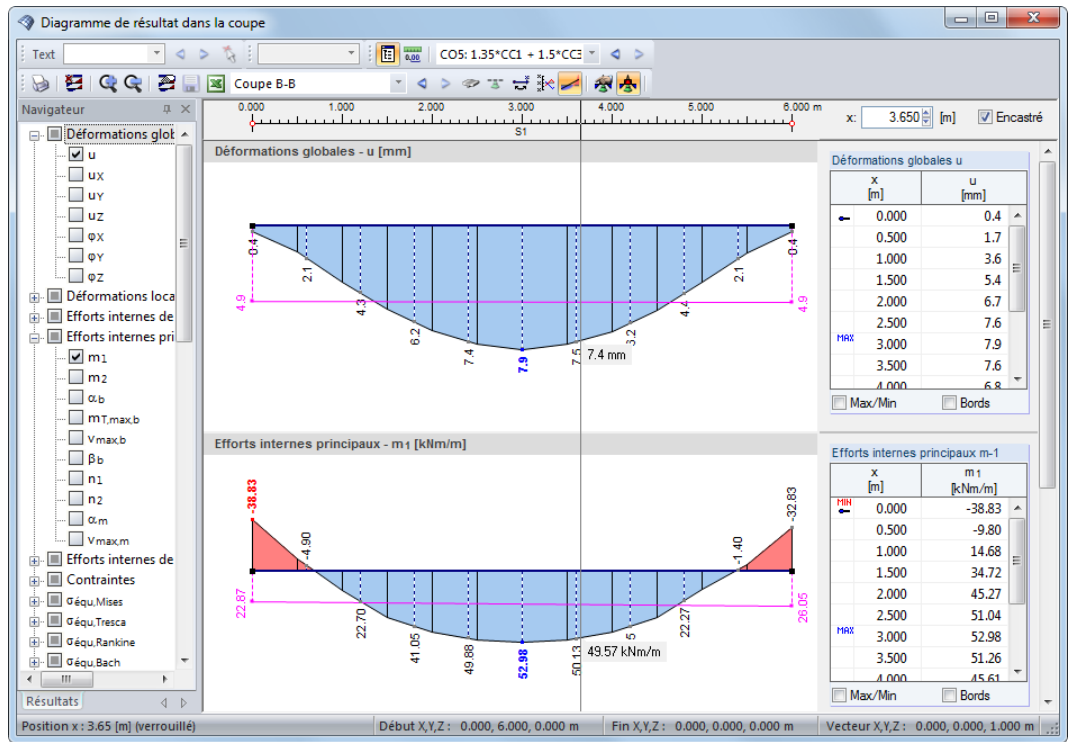 Diagramme de résultat dans la coupe
Text
CO5: 1.35*CC1 + 1.5*CC3
Coupe B-B
Navigateur
Déformations glob
u
uX
uY
uZ
φX
φY
φZ
Déformations loca
Efforts internes de
Efforts internes pri
m1
m2
αb
mT,max,b
vmax,b
βb
n1
n2
αm
vmax,m
Efforts internes de
Contraintes
σéqu,Mises
σéqu,Tresca
σéqu,Rankine
σéqu,Bach
Résultats
0.000 1.000 2.000 3.000 4.000 5.000 6.000 m
S1
x: 3.650 [m] Encastré
Déformations globales - u [mm]
0.4 2.1 4.3 6.2 7.4 7.9 7.5 4.4 2.1 0.4
4.9 4.9
7.4 mm
Déformations globales u
x u
[m] [mm]
0.000 0.4
0.500 1.7
1.000 3.6
1.500 5.4
2.000 6.7
2.500 7.6
MAX 3.000 7.9
3.500 7.6
4.000 6.8
Max/Min Bords
Efforts internes principaux - m1 [kNm/m]
-38.83 -4.90 22.70 41.05 49.88 52.98 50.13 5 22.27 -1.40 -32.83
22.87 26.05
49.57 kNm/m
Efforts internes principaux m-1
x m1
[m] [kNm/m]
MIN 0.000 -38.83
0.500 -9.80
1.000 14.68
1.500 34.72
2.000 45.27
2.500 51.04
MAX 3.000 52.98
3.500 51.26
4.000 45.61
Max/Min Bords
Position x : 3.65 [m] (verrouillé)
Début X,Y,Z : 0.000, 6.000, 0.000 m
Fin X,Y,Z : 0.000, 0.000, 0.000 m
Vecteur X,Y,Z : 0.000, 0.000, 1.000 m